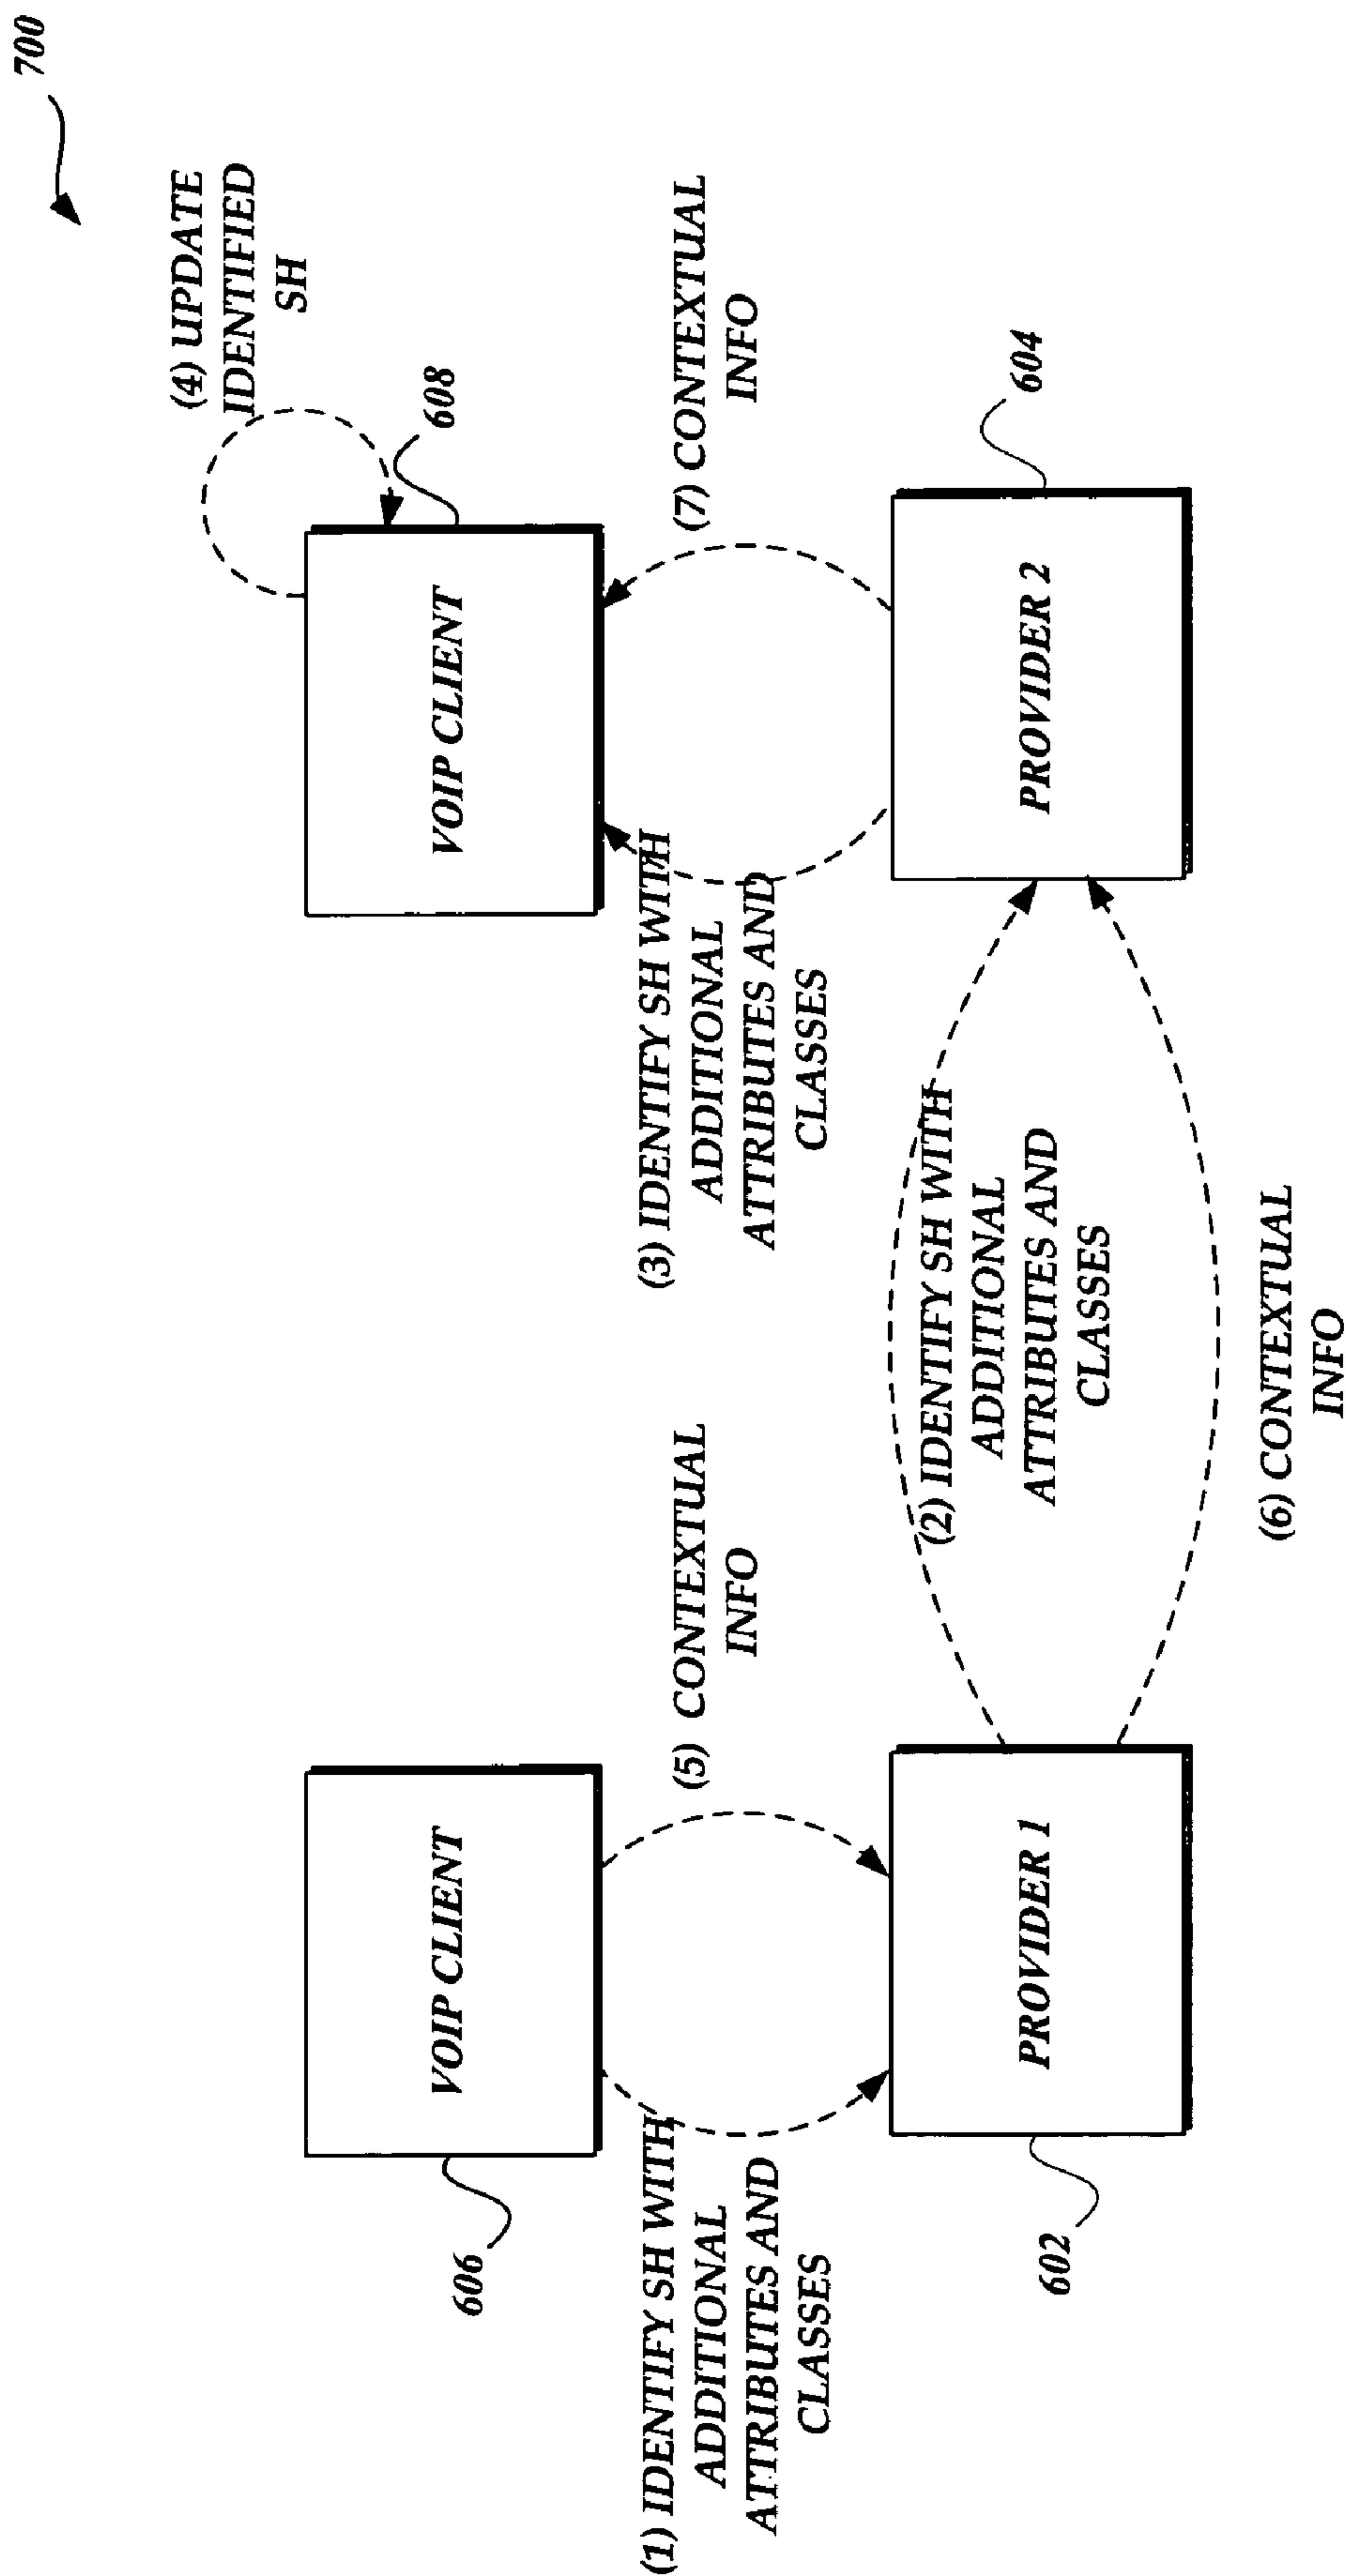 700
(4) UPDATE
IDENTIFIED
SH
606
VOIP CLIENT
VOIP CLIENT
608
(1) IDENTIFY SH WITH
ADDITIONAL
ATTRIBUTES AND
CLASSES
(5) CONTEXTUAL
INFO
(3) IDENTIFY SH WITH
ADDITIONAL
ATTRIBUTES AND
CLASSES
(7) CONTEXTUAL
INFO
602
PROVIDER 1
(2) IDENTIFY SH WITH
ADDITIONAL
ATTRIBUTES AND
CLASSES
PROVIDER 2
604
(6) CONTEXTUAL
INFO